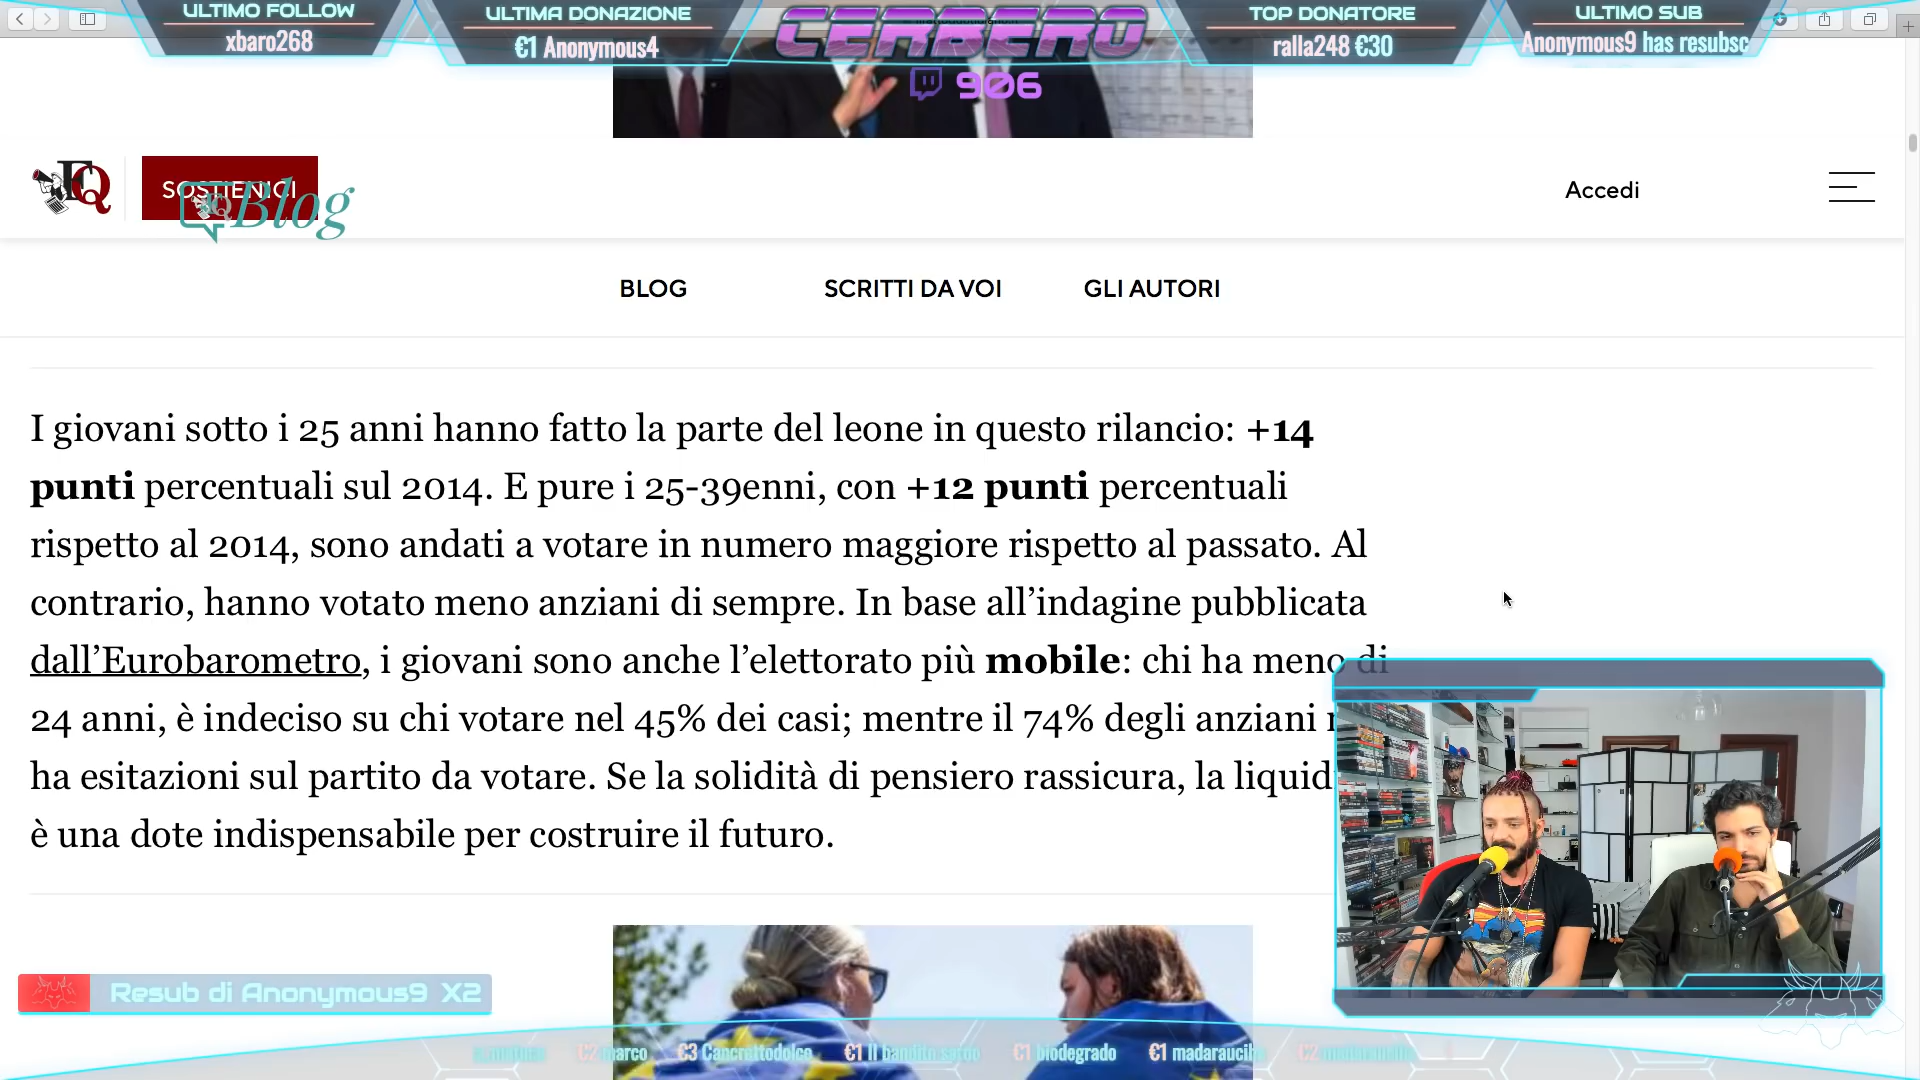 ULTIMO FOLLOW
xbaro268
ULTIMA DONAZIONE
€1 Anonymous4
CERBERO
906
TOP DONATORE
ralla248 €30
ULTIMO SUB
Anonymous9 has resubsc
FQ
SOSTIENICI
Blog
Accedi
BLOG
SCRITTI DA VOI
GLI AUTORI
I giovani sotto i 25 anni hanno fatto la parte del leone in questo rilancio: +14
punti percentuali sul 2014. E pure i 25-39enni, con +12 punti percentuali
rispetto al 2014, sono andati a votare in numero maggiore rispetto al passato. Al
contrario, hanno votato meno anziani di sempre. In base all’indagine pubblicata
dall’Eurobarometro, i giovani sono anche l’elettorato più mobile: chi ha meno di
24 anni, è indeciso su chi votare nel 45% dei casi; mentre il 74% degli anziani
ha esitazioni sul partito da votare. Se la solidità di pensiero rassicura, la liquid
è una dote indispensabile per costruire il futuro.
Resub di Anonymous9 X2
€2 marco €3 Cancrettodolce €1 Il bandito sardo €1 biodegrado €1 madaraucih